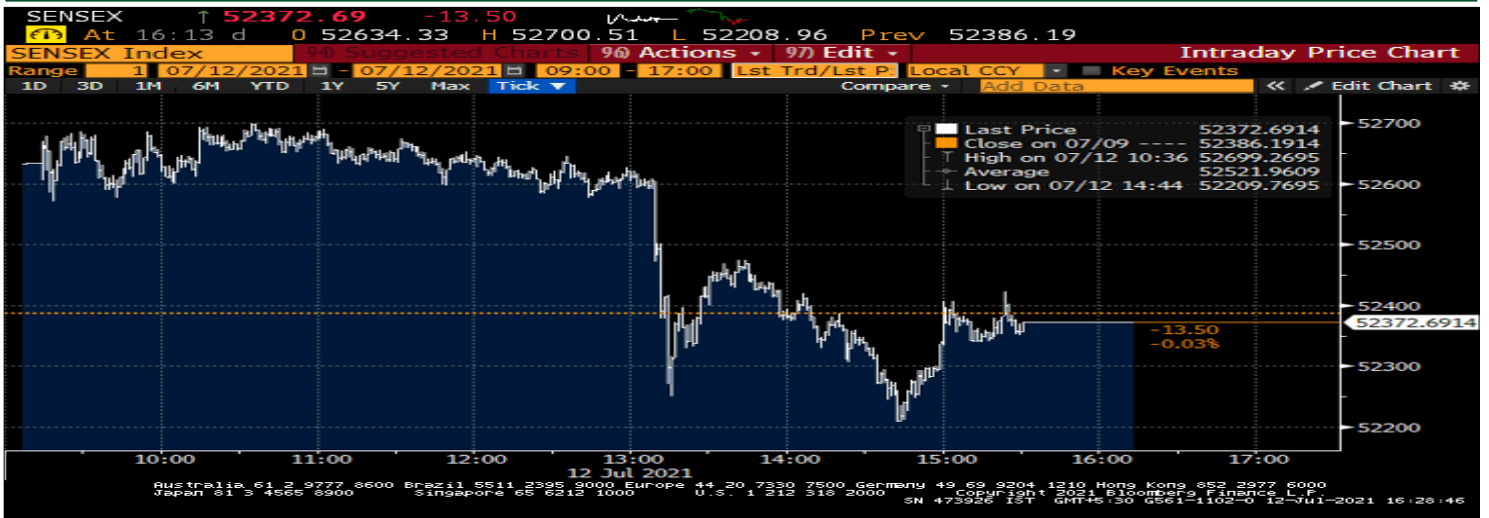 SENSEX ↑ 52372.69 -13.50
At 16:13 d O 52634.33 H 52700.51 L 52208.96 Prev 52386.19
SENSEX Index 94) Suggested Charts 96) Actions 97) Edit Intraday Price Chart
Range 1 07/12/2021 - 07/12/2021 09:00 - 17:00 Lst Trd/Lst P: Local CCY Key Events
1D 3D 1M 6M YTD 1Y 5Y Max Tick ▼ Compare Add Data « Edit Chart
Last Price 52372.6914
Close on 07/09 ---- 52386.1914
High on 07/12 10:36 52699.2695
Average 52521.9609
Low on 07/12 14:44 52209.7695
52700
52600
52500
52400
52372.6914
-13.50
-0.03%
52300
52200
10:00 11:00 12:00 13:00 14:00 15:00 16:00 17:00
12 Jul 2021
Australia 61 2 9777 8600 Brazil 5511 2395 9000 Europe 44 20 7330 7500 Germany 49 69 9204 1210 Hong Kong 852 2977 6000
Japan 81 3 4565 8900 Singapore 65 6212 1000 U.S. 1 212 318 2000 Copyright 2021 Bloomberg Finance L.P.
SN 473926 IST GMT+5:30 G561-1102-0 12-Jul-2021 16:28:46